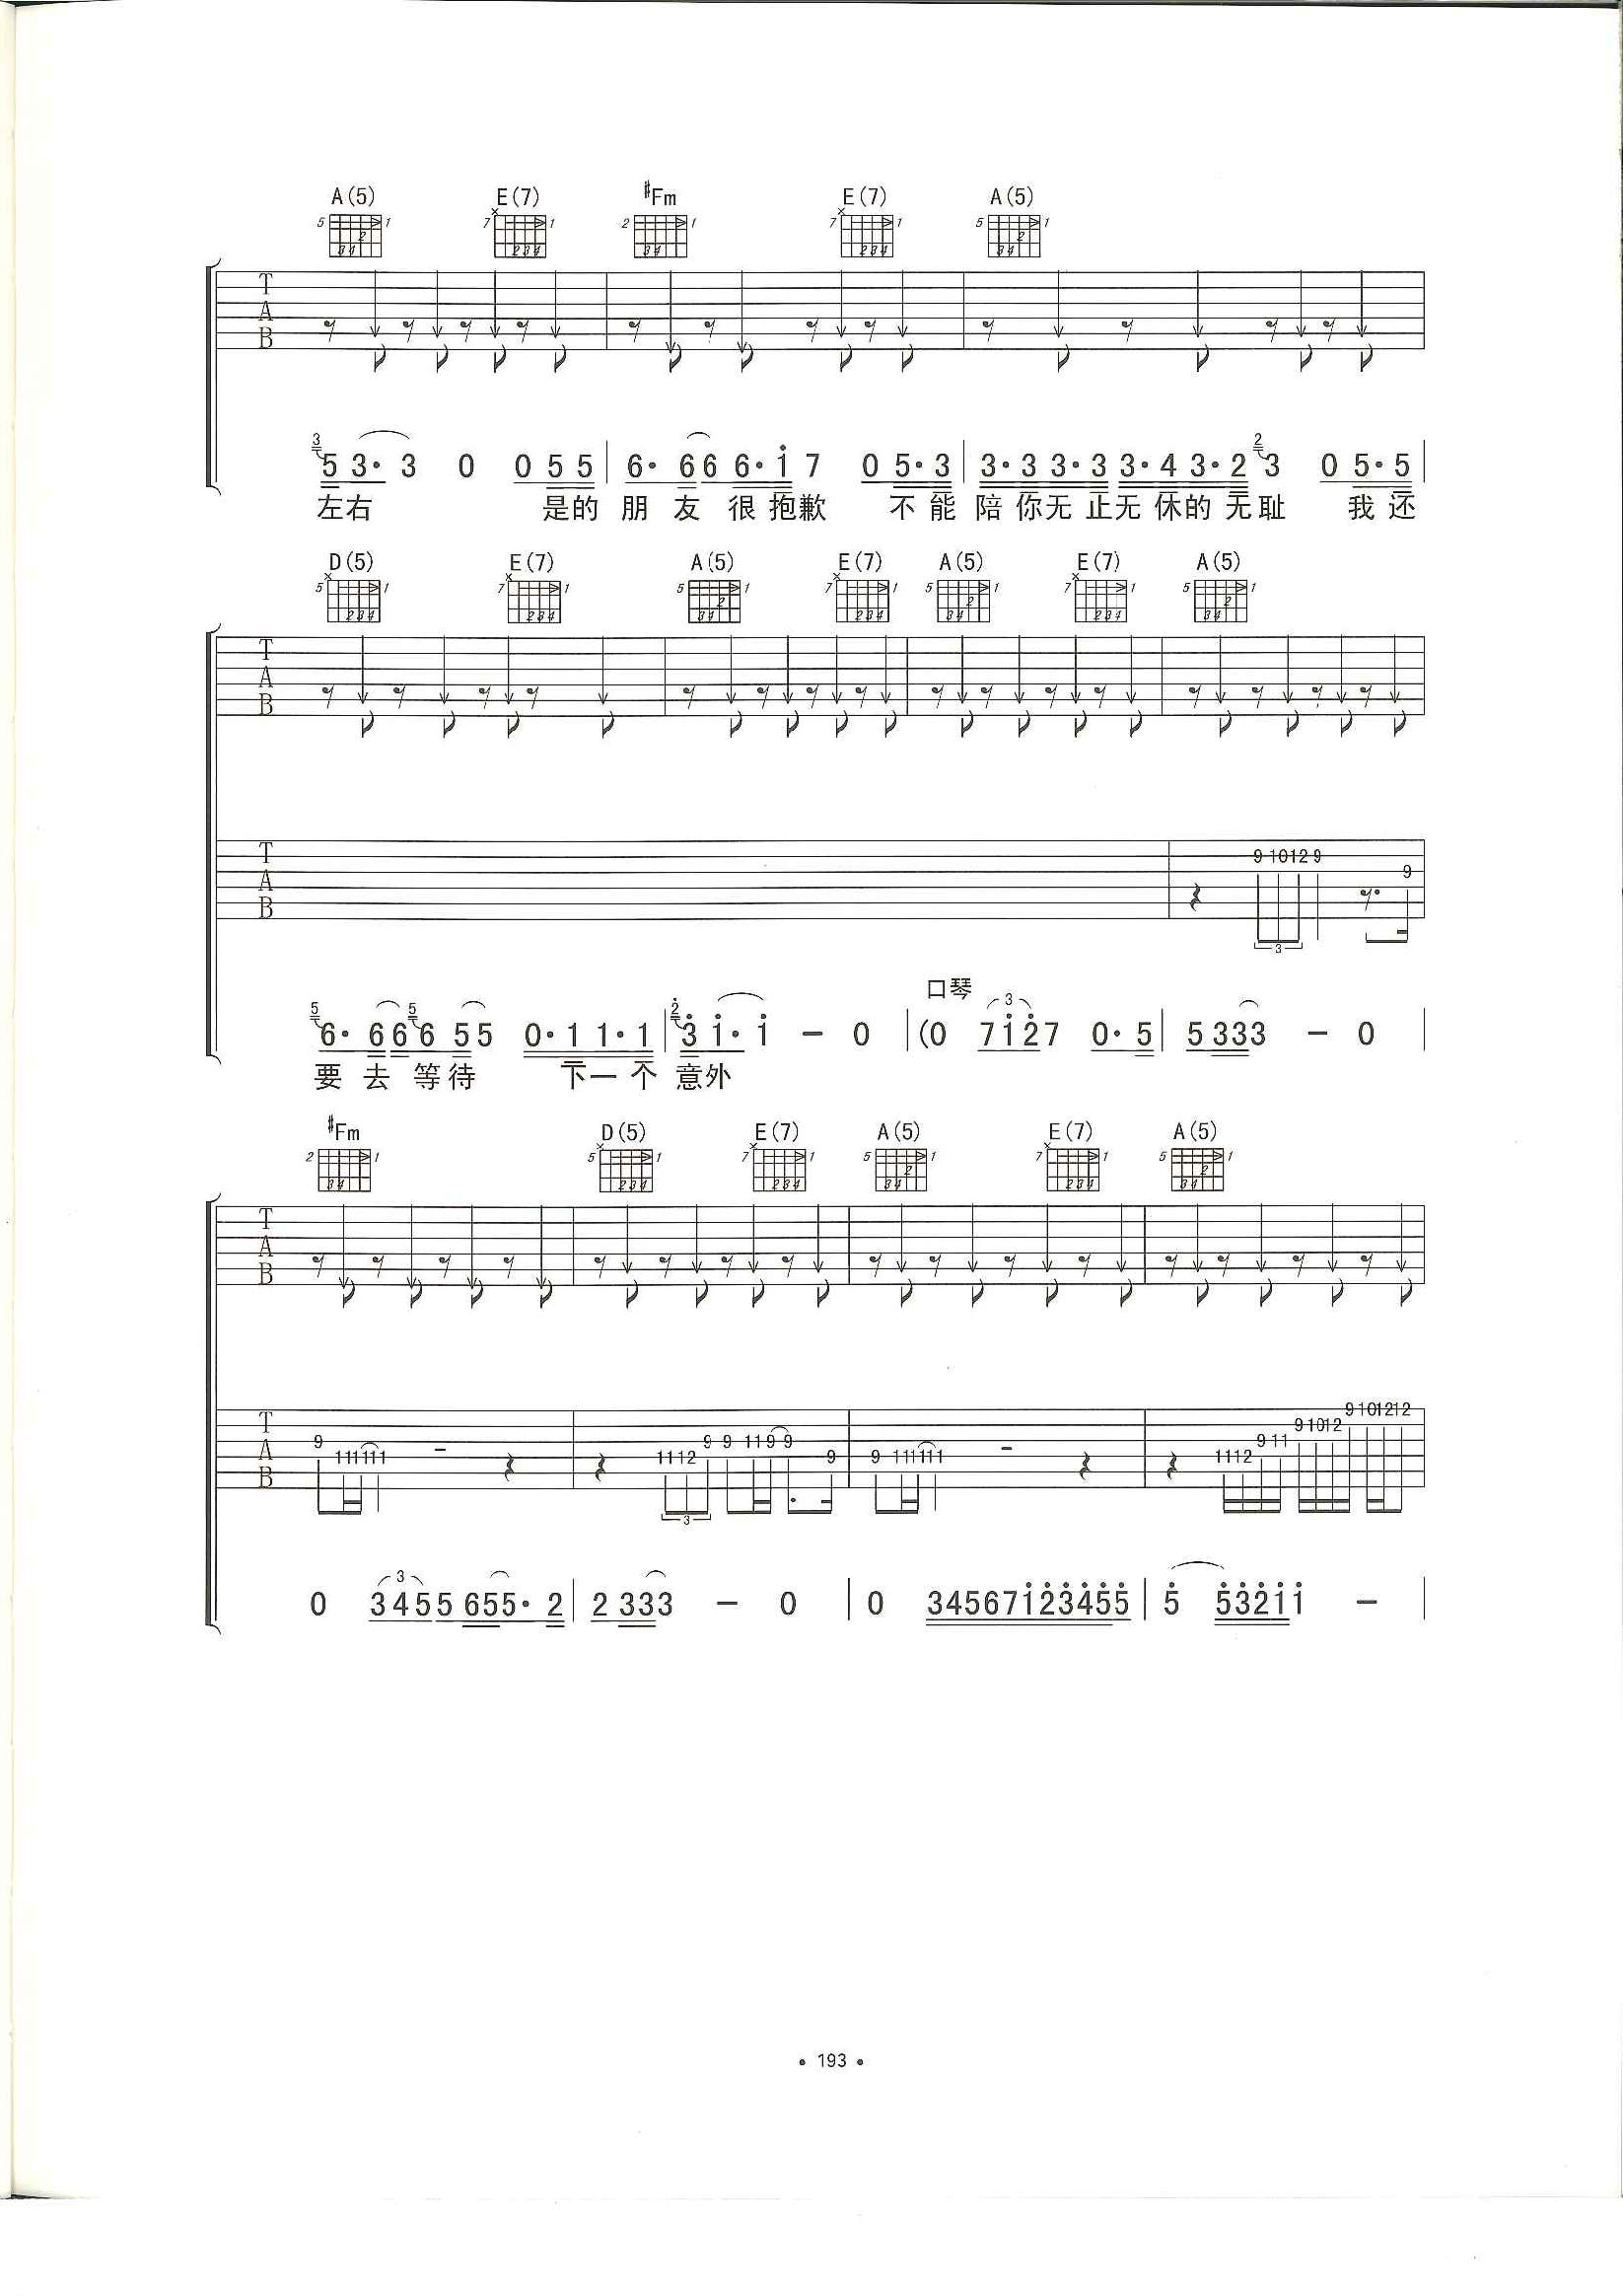 A(5) E(7) #Fm E(7) A(5)
3 5 3· 3 0 0 5 5 | 6· 6 6 6· i 7 0 5· 3 | 3· 3 3· 3 3· 4 3· 2 2 3 0 5· 5
左右 是的 朋 友 很 抱歉 不 能 陪 你无 止无 休的 无耻 我 还
D(5) E(7) A(5) E(7) A(5) E(7) A(5)
T
A
B
9 10 12 9 9
3
口琴
5 6· 6 6 5 6 5 5 0· 1 1· 1 | 2 3 i· i – 0 | (0 7 i 2 7 0· 5 | 5 3 3 3 – 0
要 去 等 待 下一 个 意外
#Fm D(5) E(7) A(5) E(7) A(5)
T
A
B
9 11 11 11 11 11 12 9 9 11 9 9 9 9 11 11 11 11 11 12 9 11 9 10 12 9 10 12 12
3
0 3 4 5 5 6 5 5· 2 | 2 3 3 3 – 0 | 0 3 4 5 6 7 i 2 3 4 5 5 | 5 5 3 2 i i –
• 193 •